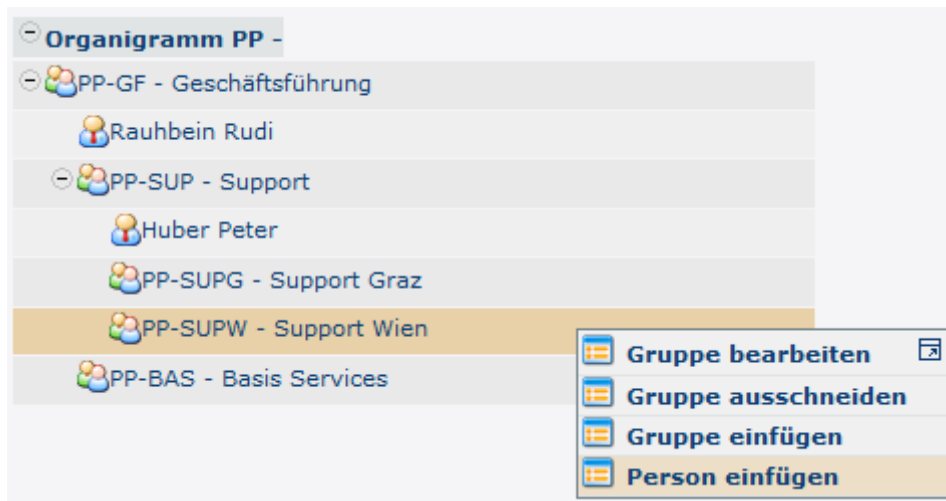 Organigramm PP -
PP-GF - Geschäftsführung
Rauhbein Rudi
PP-SUP - Support
Huber Peter
PP-SUPG - Support Graz
PP-SUPW - Support Wien
PP-BAS - Basis Services
Gruppe bearbeiten
Gruppe ausschneiden
Gruppe einfügen
Person einfügen